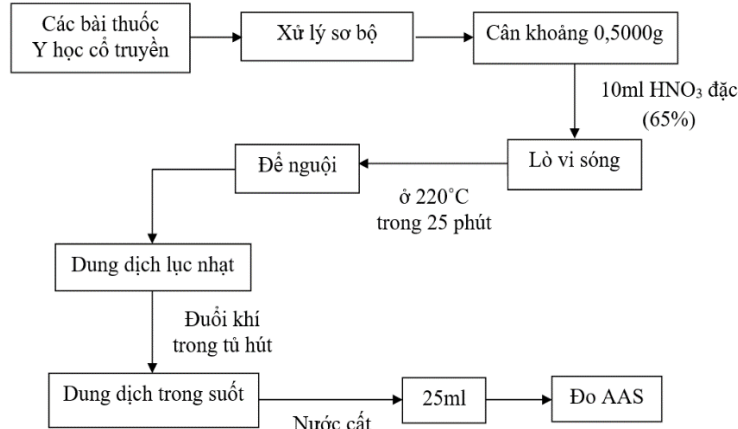 Các bài thuốc
Y học cổ truyền
Xử lý sơ bộ
Cân khoảng 0,5000g
10ml HNO₃ đặc
(65%)
Lò vi sóng
ở 220˚C
trong 25 phút
Để nguội
Dung dịch lục nhạt
Đuổi khí
trong tủ hút
Dung dịch trong suốt
Nước cất
25ml
Đo AAS